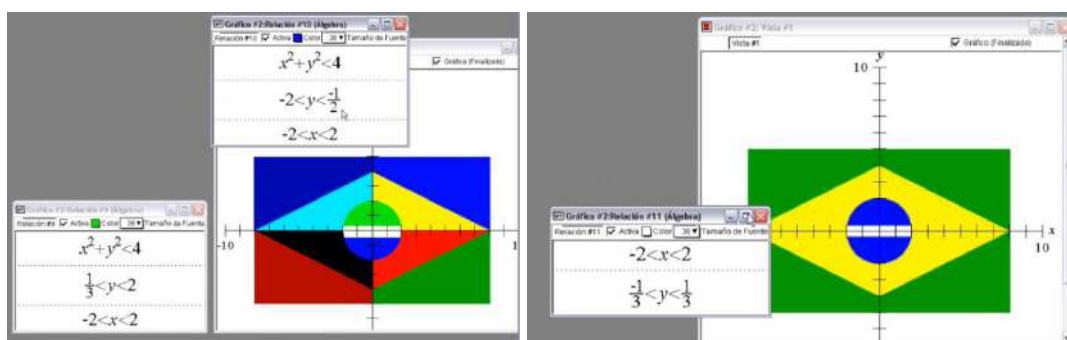 Gráfico #2:Relación #10 (Álgebra)
Relación #10 Activa Color 36 Tamaño de Fuente
x²+y²<4
-2<y<-1/2
-2<x<2
Gráfico (Finalizado)
-10
1
Gráfico #2:Relación #9 (Álgebra)
Relación #9 Activa Color 36 Tamaño de Fuente
x²+y²<4
1/3<y<2
-2<x<2
Gráfico #2: Vista #1
Vista #1 Gráfico (Finalizado)
y
10
x
10
Gráfico #2:Relación #11 (Álgebra)
Relación #11 Activa Color 36 Tamaño de Fuente
-2<x<2
-1/3<y<1/3